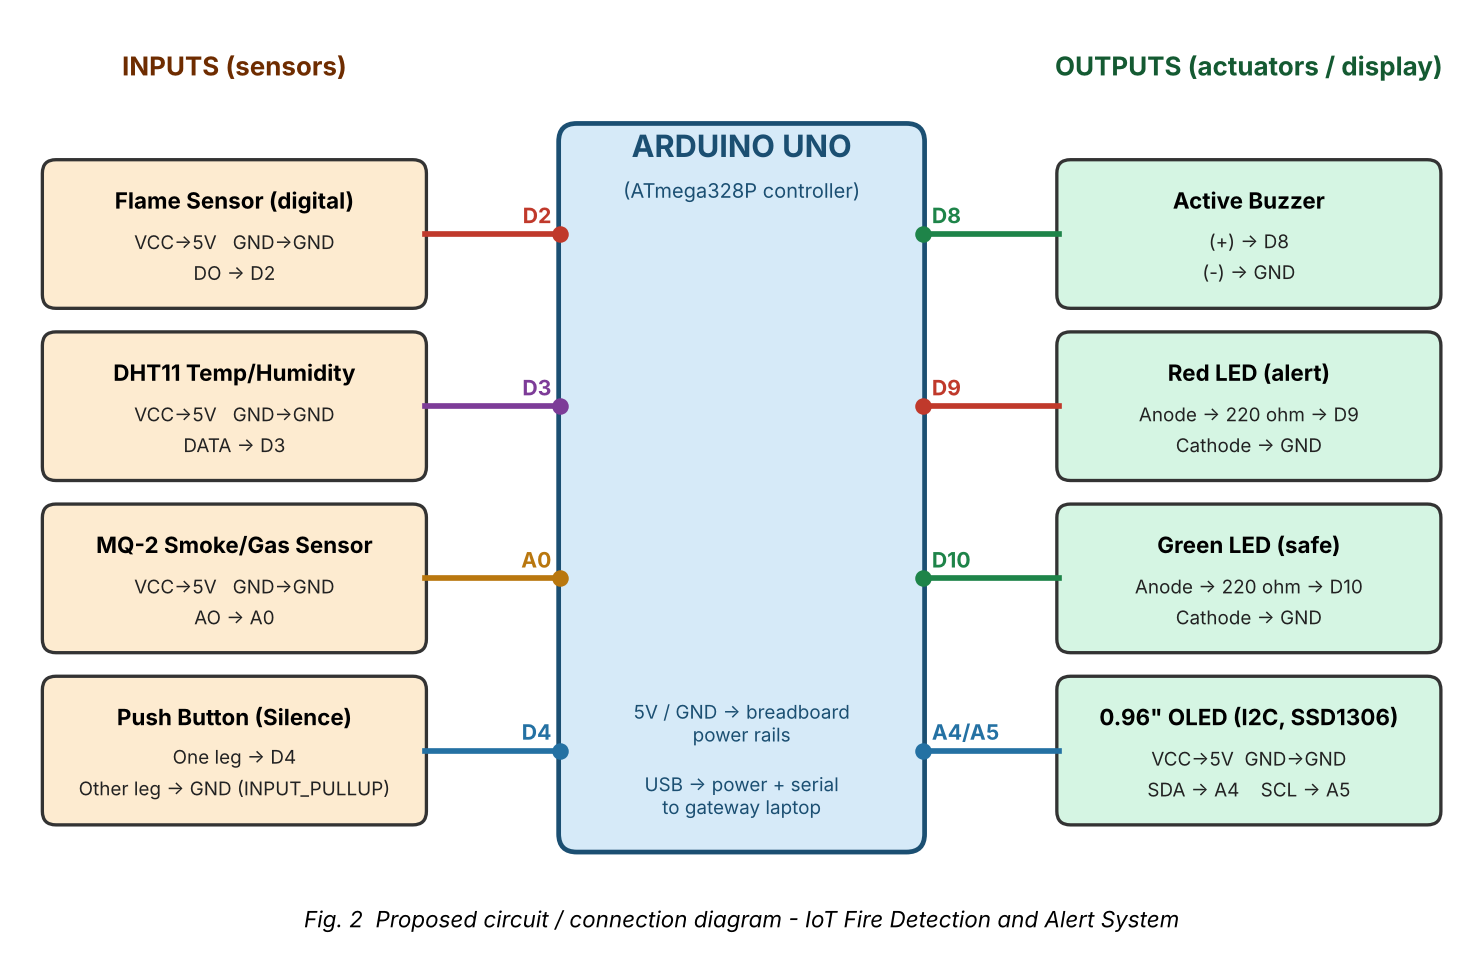 INPUTS (sensors)
OUTPUTS (actuators / display)
ARDUINO UNO
(ATmega328P controller)
Flame Sensor (digital)
VCC→5V GND→GND
DO → D2
D2
DHT11 Temp/Humidity
VCC→5V GND→GND
DATA → D3
D3
MQ-2 Smoke/Gas Sensor
VCC→5V GND→GND
AO → A0
A0
Push Button (Silence)
One leg → D4
Other leg → GND (INPUT_PULLUP)
D4
5V / GND → breadboard
power rails
USB → power + serial
to gateway laptop
D8
Active Buzzer
(+) → D8
(-) → GND
D9
Red LED (alert)
Anode → 220 ohm → D9
Cathode → GND
D10
Green LED (safe)
Anode → 220 ohm → D10
Cathode → GND
A4/A5
0.96" OLED (I2C, SSD1306)
VCC→5V GND→GND
SDA → A4 SCL → A5
Fig. 2 Proposed circuit / connection diagram - IoT Fire Detection and Alert System